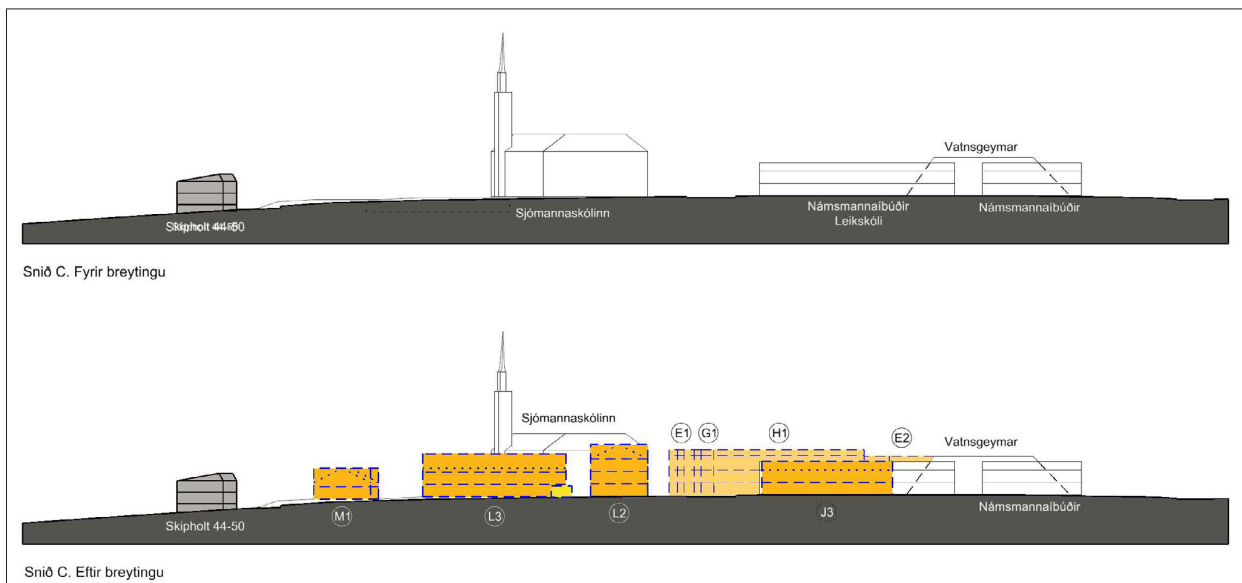 Vatnsgeymar
Skipholt 44-50
Sjómannaskólinn
Námsmannaíbúðir
Leikskóli
Námsmannaíbúðir
Snið C. Fyrir breytingu
Sjómannaskólinn
E1
G1
H1
E2
Vatnsgeymar
Skipholt 44-50
M1
L3
L2
J3
Námsmannaíbúðir
Snið C. Eftir breytingu